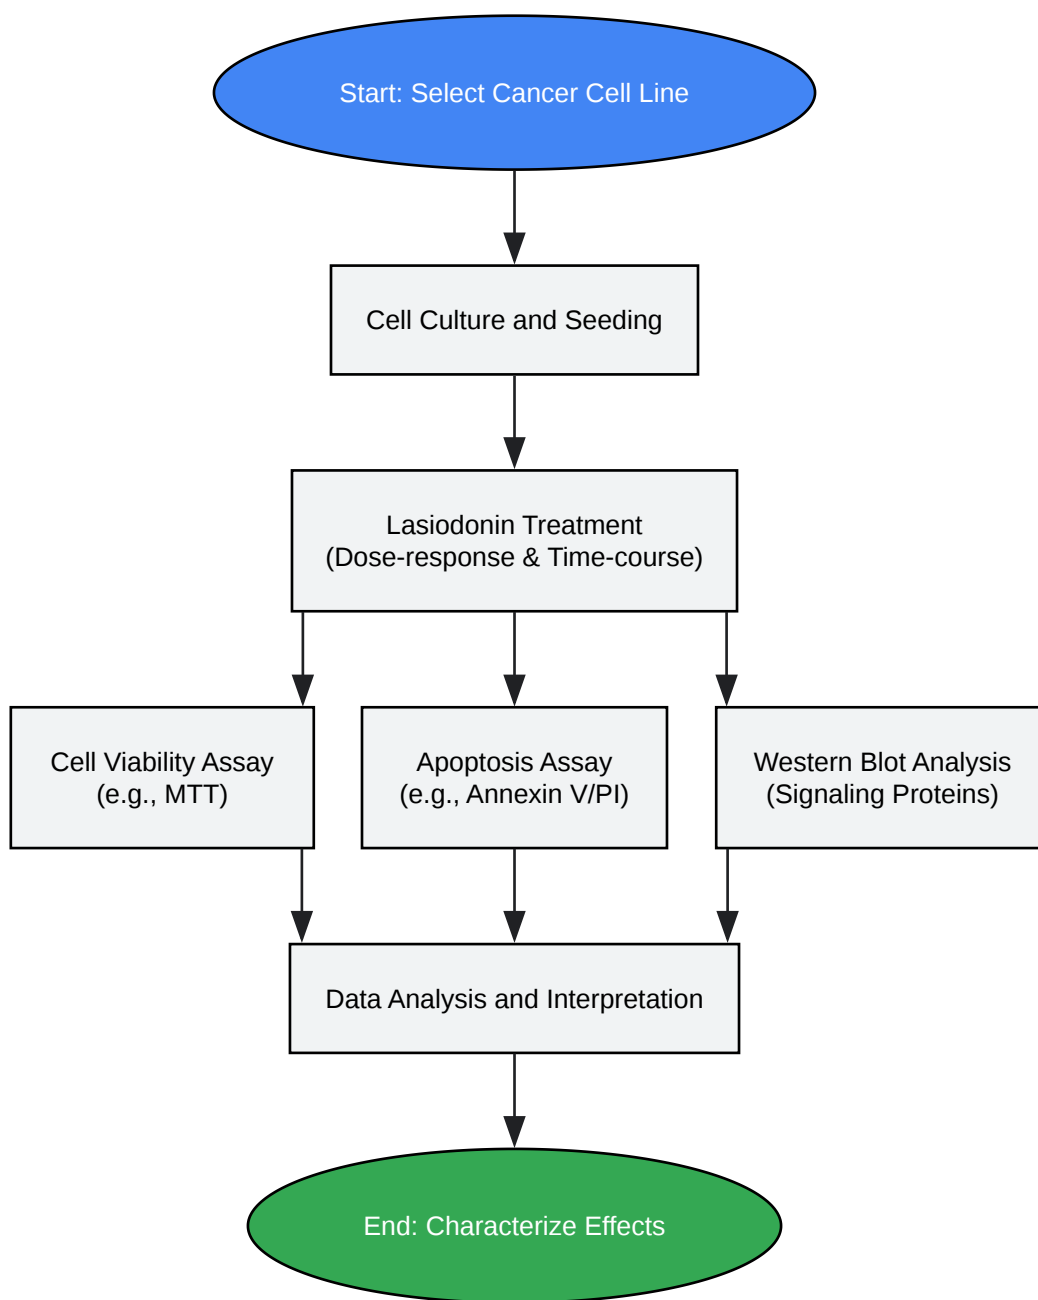 Start: Select Cancer Cell Line
Cell Culture and Seeding
Lasiodonin Treatment
(Dose-response & Time-course)
Cell Viability Assay
(e.g., MTT)
Apoptosis Assay
(e.g., Annexin V/PI)
Western Blot Analysis
(Signaling Proteins)
Data Analysis and Interpretation
End: Characterize Effects